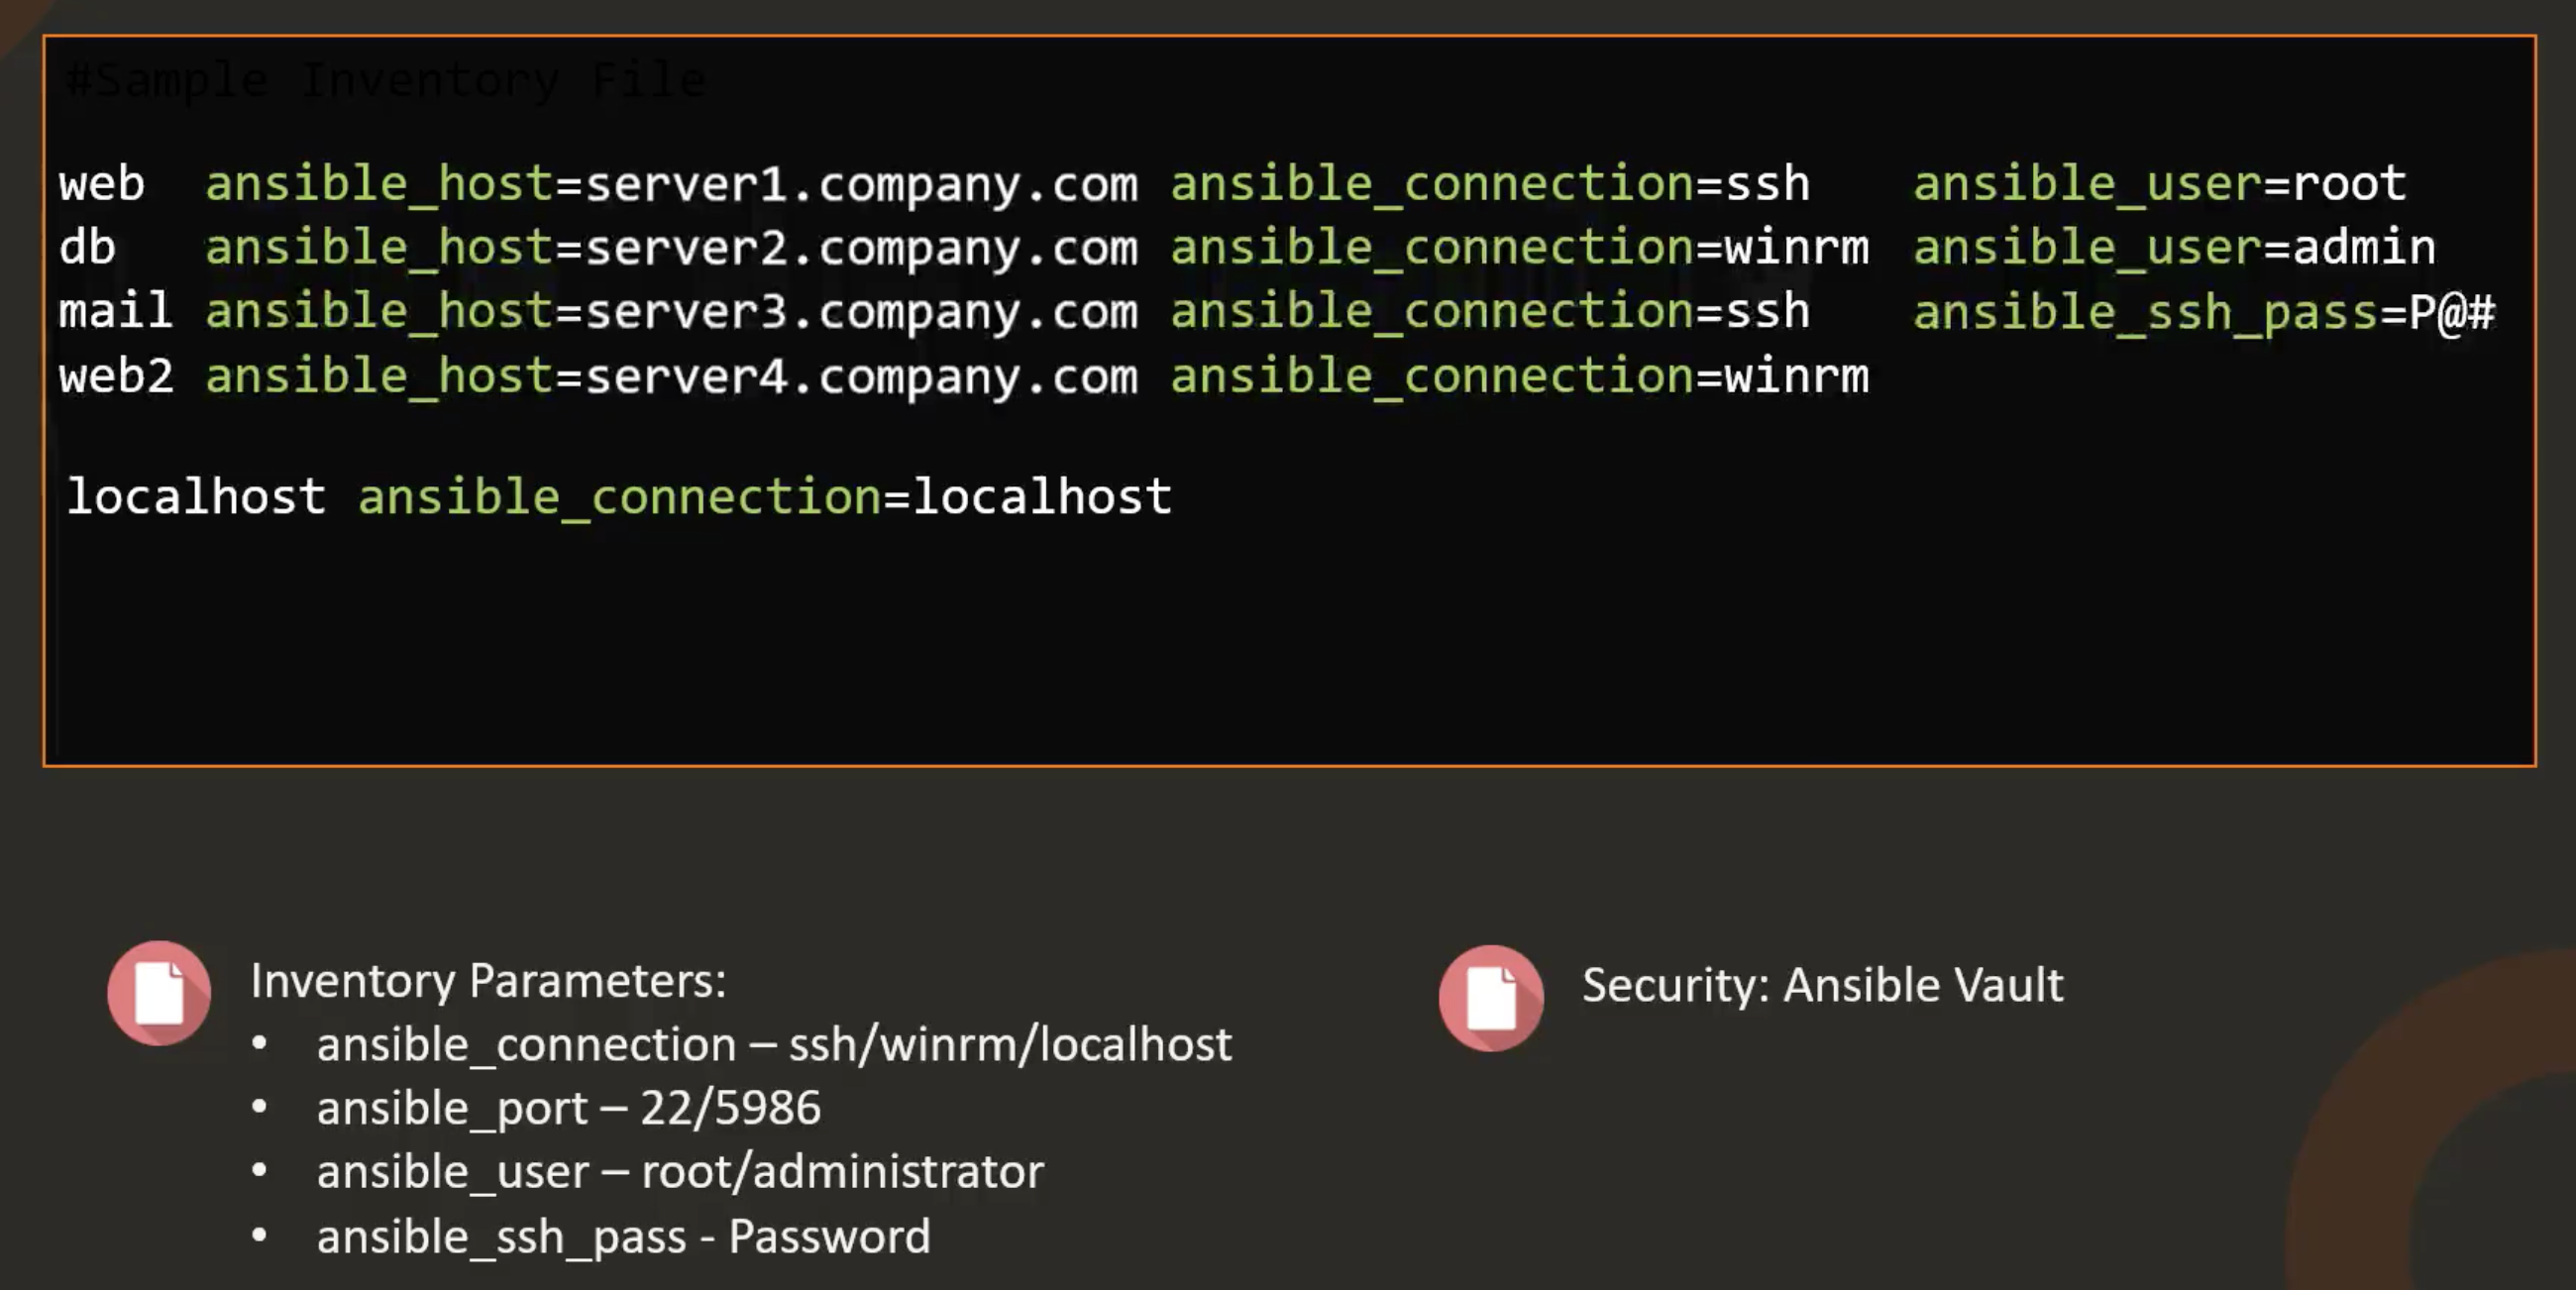 #Sample Inventory File
web ansible_host=server1.company.com ansible_connection=ssh ansible_user=root
db ansible_host=server2.company.com ansible_connection=winrm ansible_user=admin
mail ansible_host=server3.company.com ansible_connection=ssh ansible_ssh_pass=P@#
web2 ansible_host=server4.company.com ansible_connection=winrm
localhost ansible_connection=localhost
Inventory Parameters:
• ansible_connection – ssh/winrm/localhost
• ansible_port – 22/5986
• ansible_user – root/administrator
• ansible_ssh_pass - Password
Security: Ansible Vault